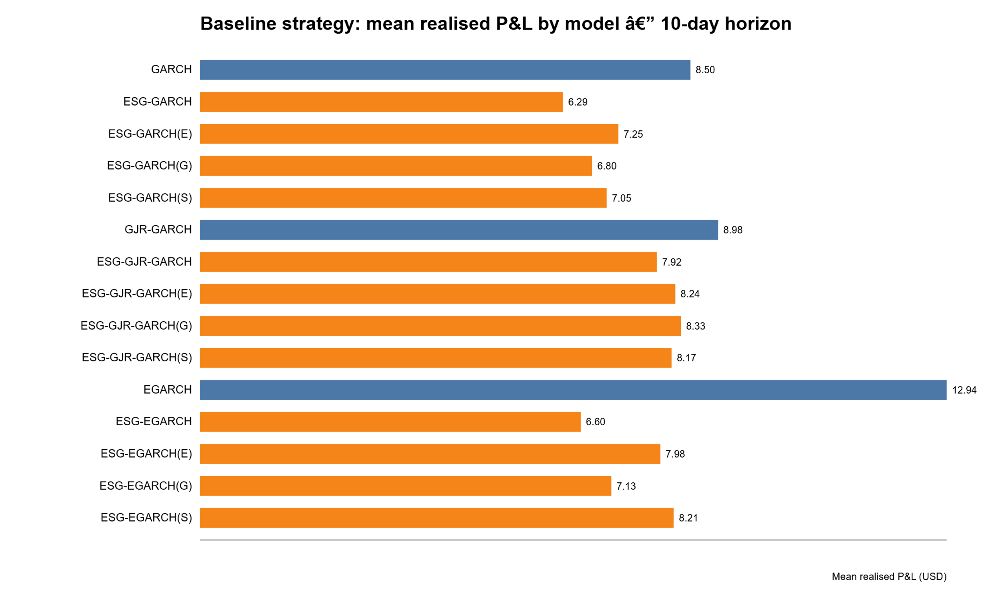 Baseline strategy: mean realised P&L by model â€” 10-day horizon
GARCH 8.50
ESG-GARCH 6.29
ESG-GARCH(E) 7.25
ESG-GARCH(G) 6.80
ESG-GARCH(S) 7.05
GJR-GARCH 8.98
ESG-GJR-GARCH 7.92
ESG-GJR-GARCH(E) 8.24
ESG-GJR-GARCH(G) 8.33
ESG-GJR-GARCH(S) 8.17
EGARCH 12.94
ESG-EGARCH 6.60
ESG-EGARCH(E) 7.98
ESG-EGARCH(G) 7.13
ESG-EGARCH(S) 8.21
Mean realised P&L (USD)